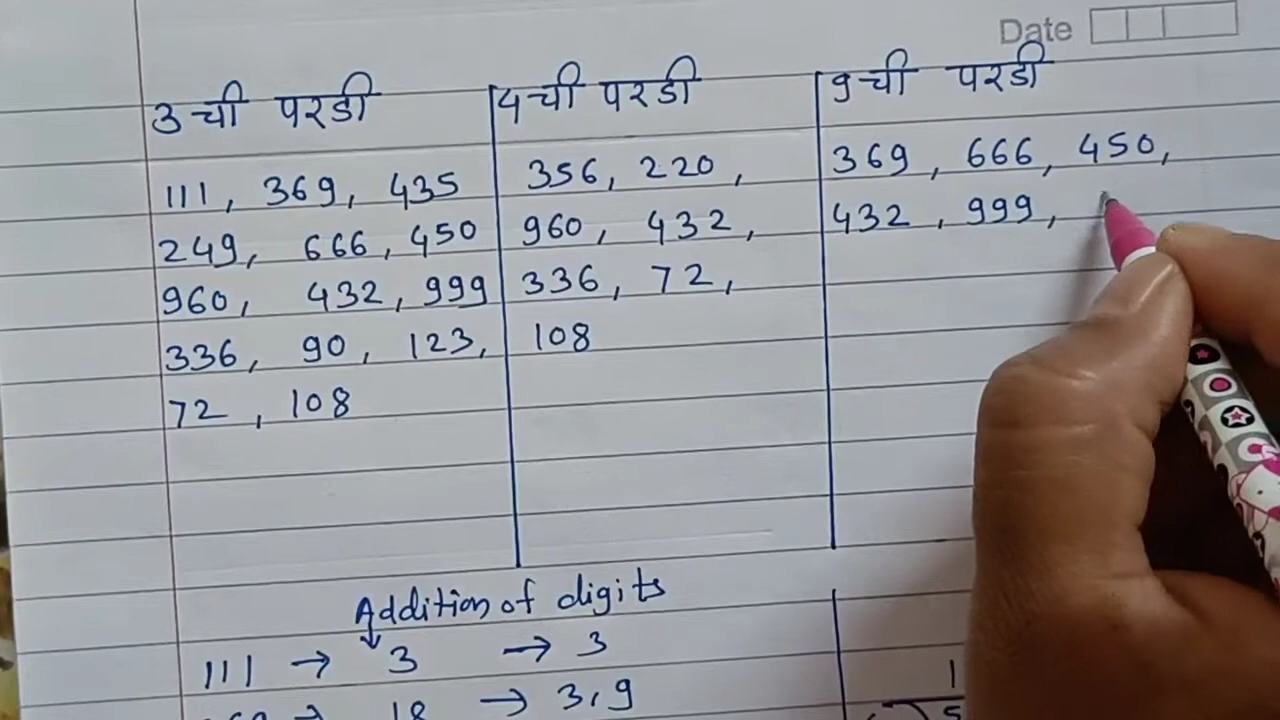 Date
3ची परडी
111, 369, 435
249, 666, 450
960, 432, 999
336, 90, 123,
72, 108
4ची परडी
356, 220,
960, 432,
336, 72,
108
9ची परडी
369, 666, 450,
432, 999,
Addition of digits
111 → 3 → 3
→ 18 → 3,9
1
5